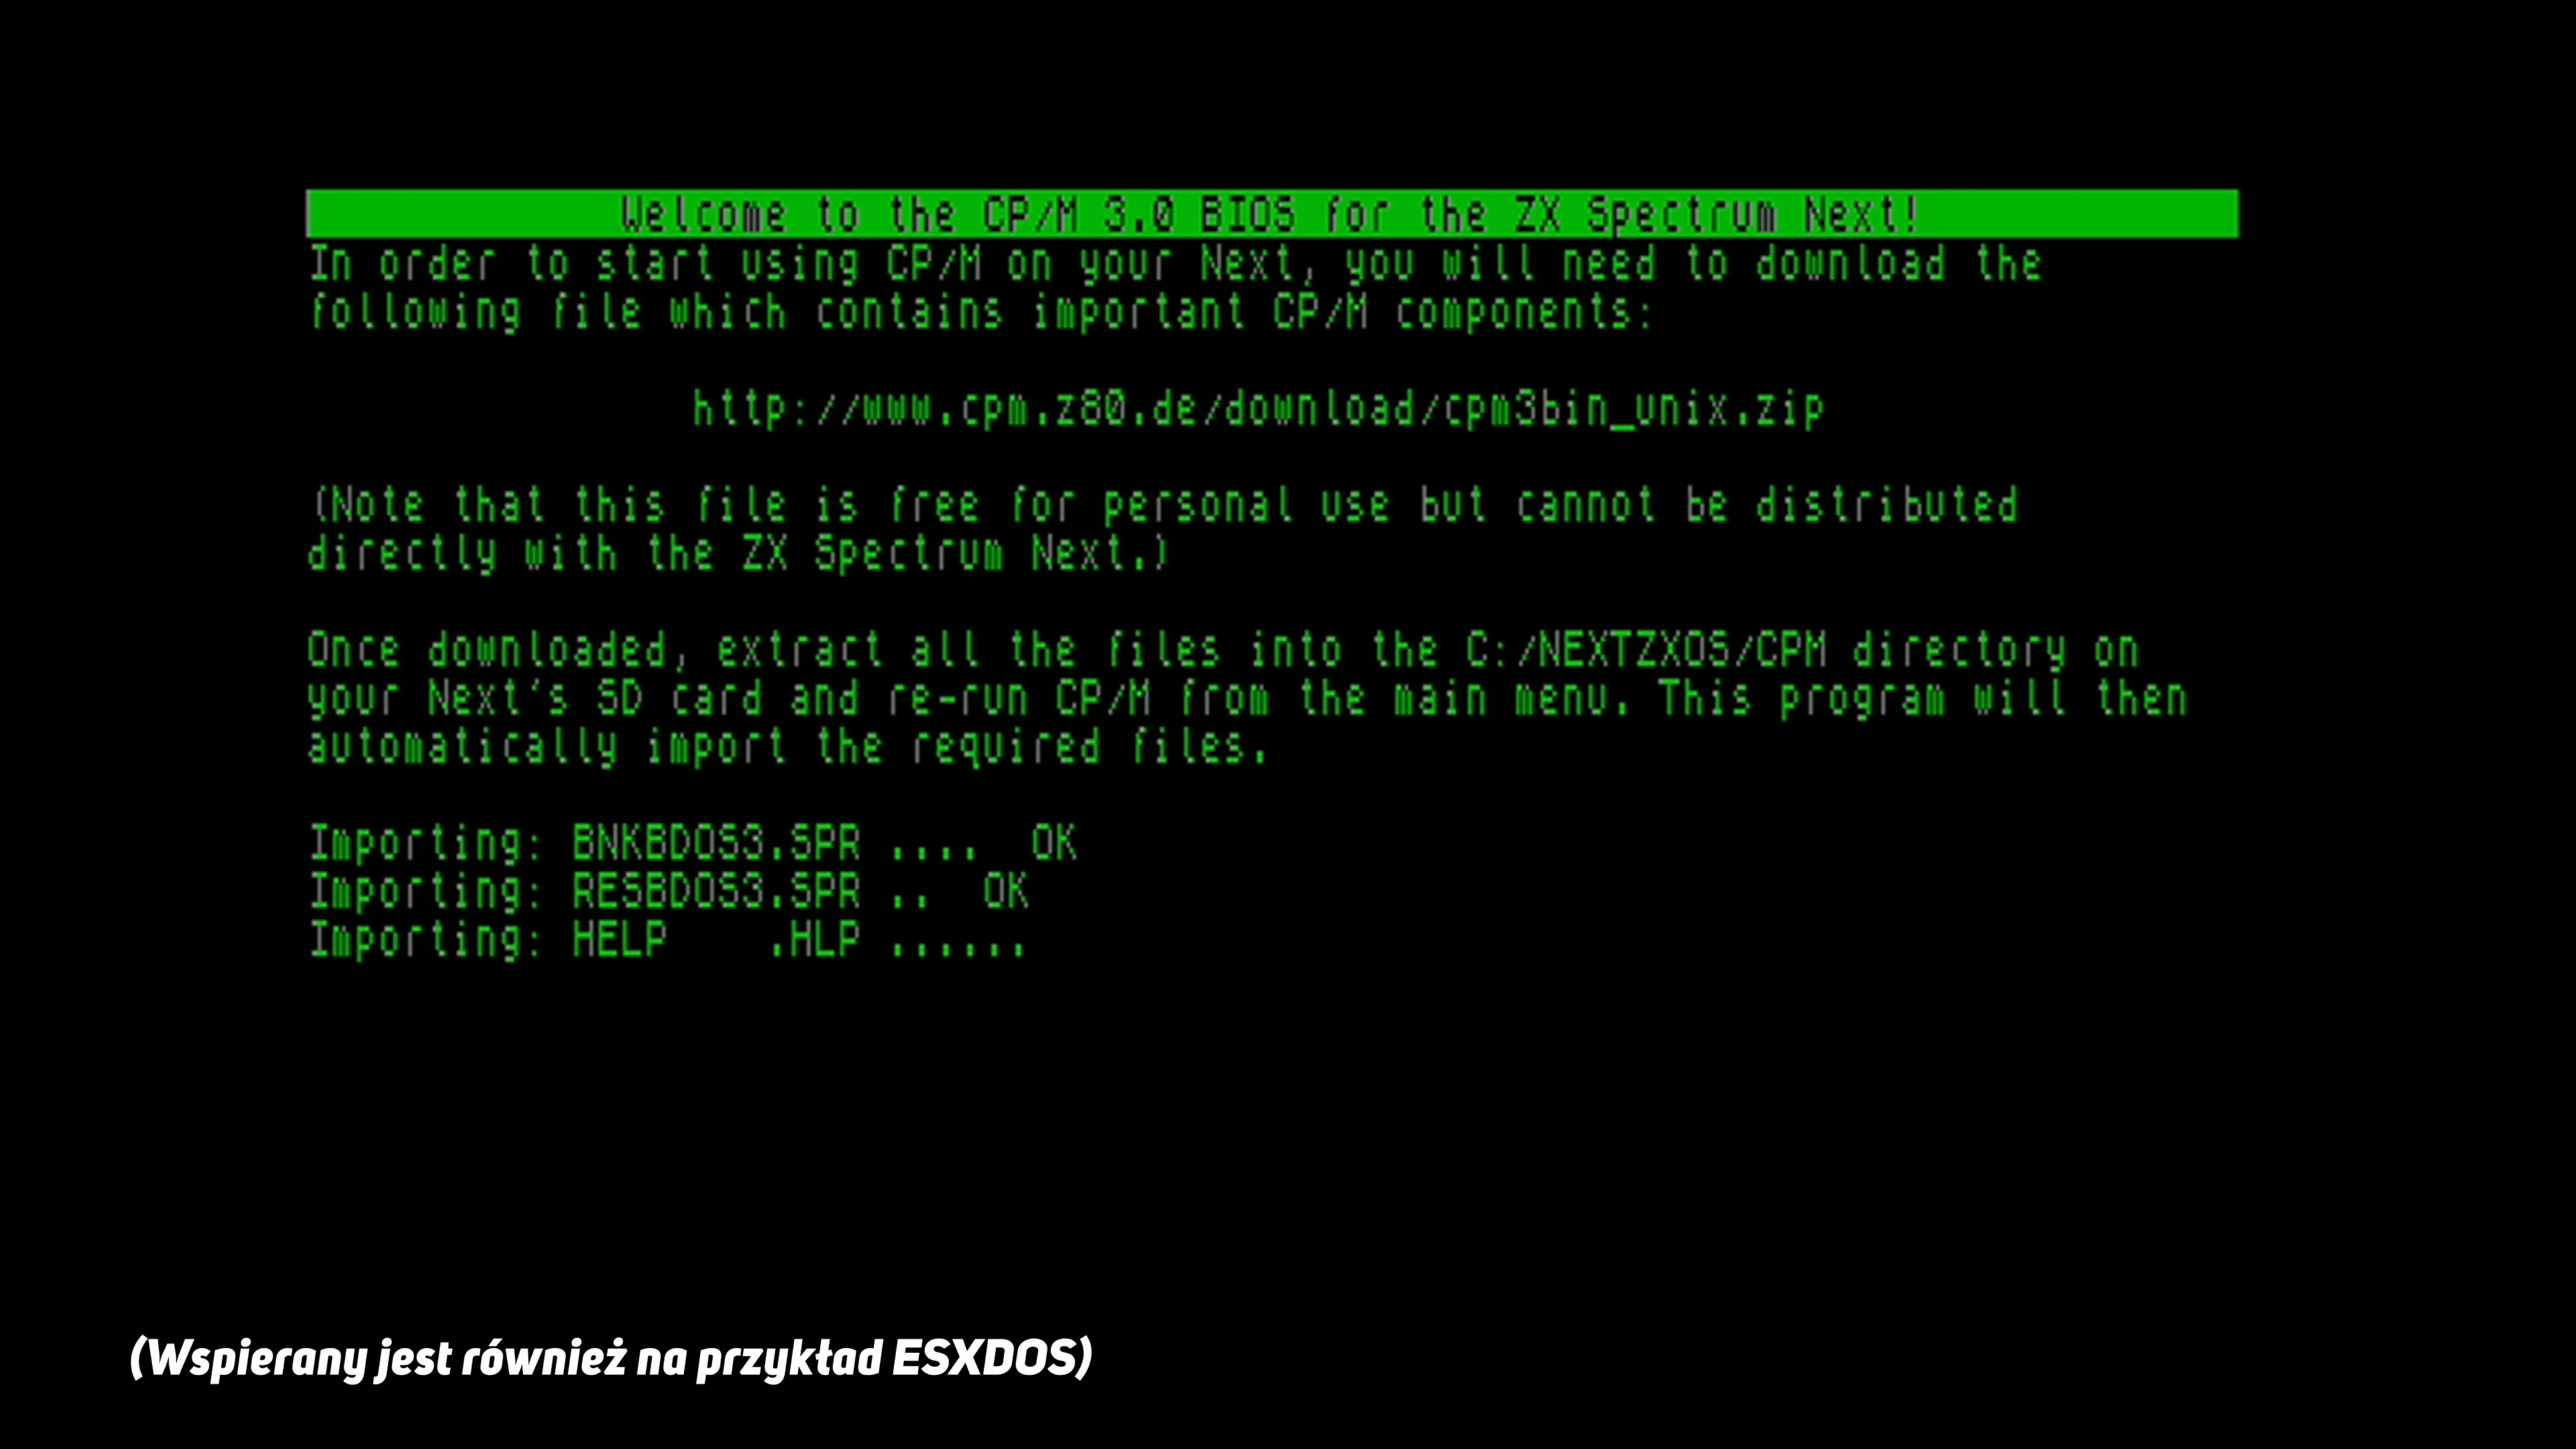 Welcome to the CP/M 3.0 BIOS for the ZX Spectrum Next!
In order to start using CP/M on your Next, you will need to download the
following file which contains important CP/M components:
http://www.cpm.z80.de/download/cpm3bin_unix.zip
(Note that this file is free for personal use but cannot be distributed
directly with the ZX Spectrum Next.)
Once downloaded, extract all the files into the C:/NEXTZXOS/CPM directory on
your Next's SD card and re-run CP/M from the main menu. This program will then
automatically import the required files.
Importing: BNKBDOS3.SPR .... OK
Importing: RESBDOS3.SPR .. OK
Importing: HELP    .HLP ......
(Wspierany jest również na przykład ESXDOS)